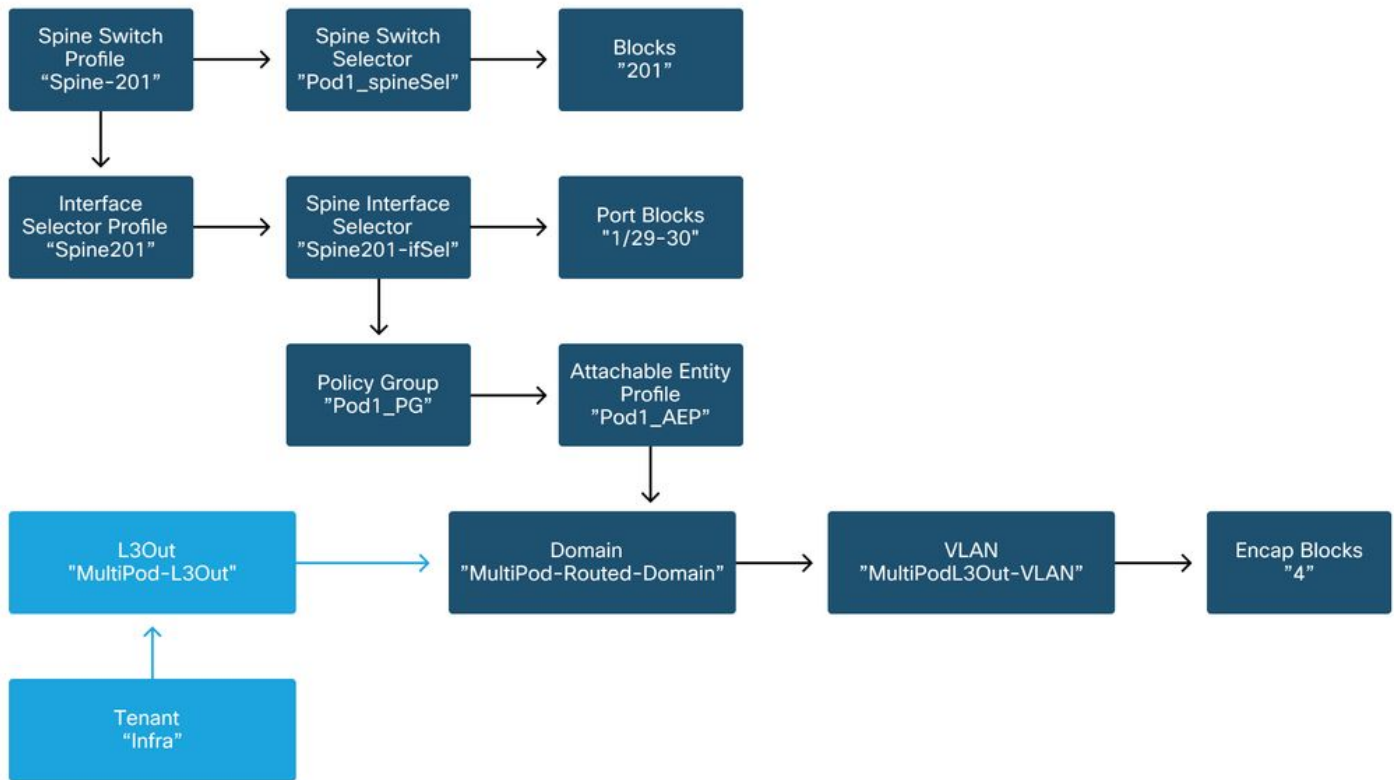 Spine Switch
Profile
“Spine-201”
Spine Switch
Selector
”Pod1_spineSel”
Blocks
”201”
Interface
Selector Profile
“Spine201”
Spine Interface
Selector
”Spine201-ifSel”
Port Blocks
"1/29-30"
Policy Group
”Pod1_PG”
Attachable Entity
Profile
”Pod1_AEP”
L3Out
"MultiPod-L3Out"
Domain
"MultiPod-Routed-Domain"
VLAN
”MultiPodL3Out-VLAN”
Encap Blocks
”4”
Tenant
“Infra”